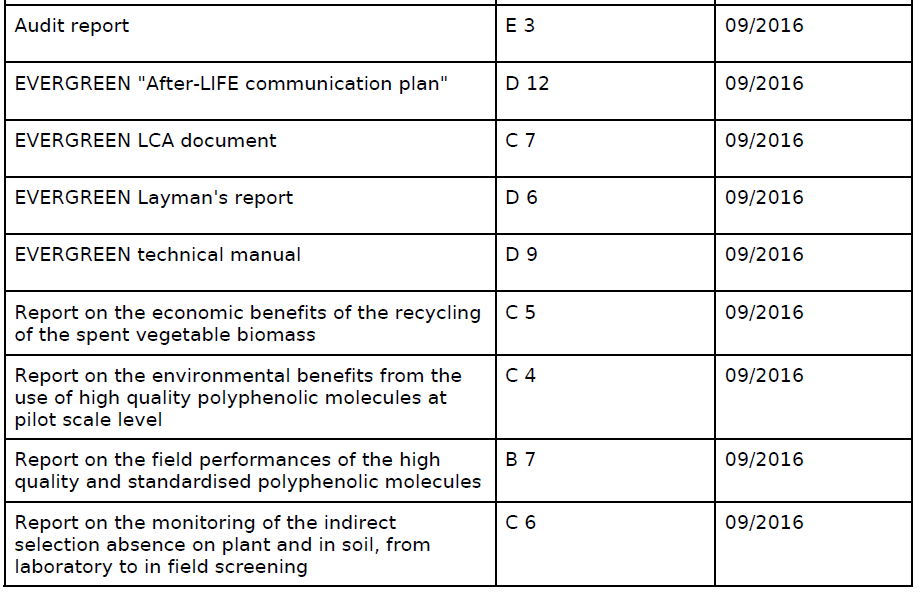 Audit report E 3 09/2016
EVERGREEN "After-LIFE communication plan" D 12 09/2016
EVERGREEN LCA document C 7 09/2016
EVERGREEN Layman's report D 6 09/2016
EVERGREEN technical manual D 9 09/2016
Report on the economic benefits of the recycling C 5 09/2016
of the spent vegetable biomass
Report on the environmental benefits from the C 4 09/2016
use of high quality polyphenolic molecules at
pilot scale level
Report on the field performances of the high B 7 09/2016
quality and standardised polyphenolic molecules
Report on the monitoring of the indirect C 6 09/2016
selection absence on plant and in soil, from
laboratory to in field screening